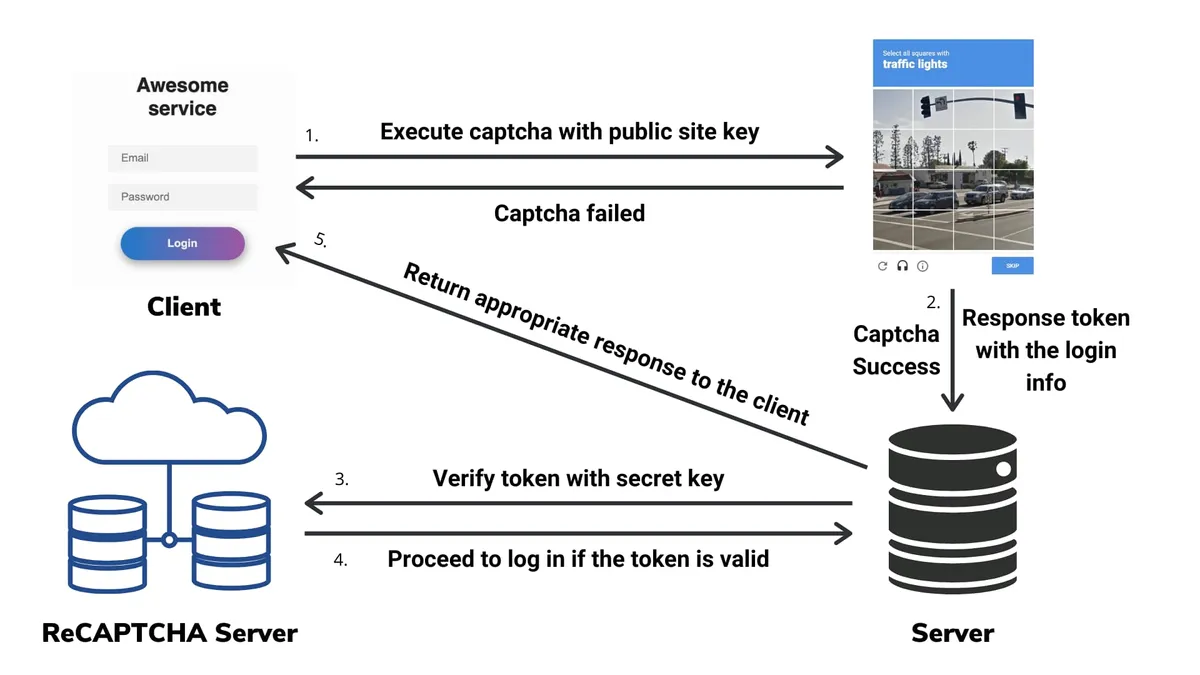 Awesome
service
Email
Password
Login
Client
1.
Execute captcha with public site key
Captcha failed
Select all squares with
traffic lights
SKIP
2.
Captcha
Success
Response token
with the login
info
5.
Return appropriate response to the client
3.
Verify token with secret key
4.
Proceed to log in if the token is valid
ReCAPTCHA Server
Server